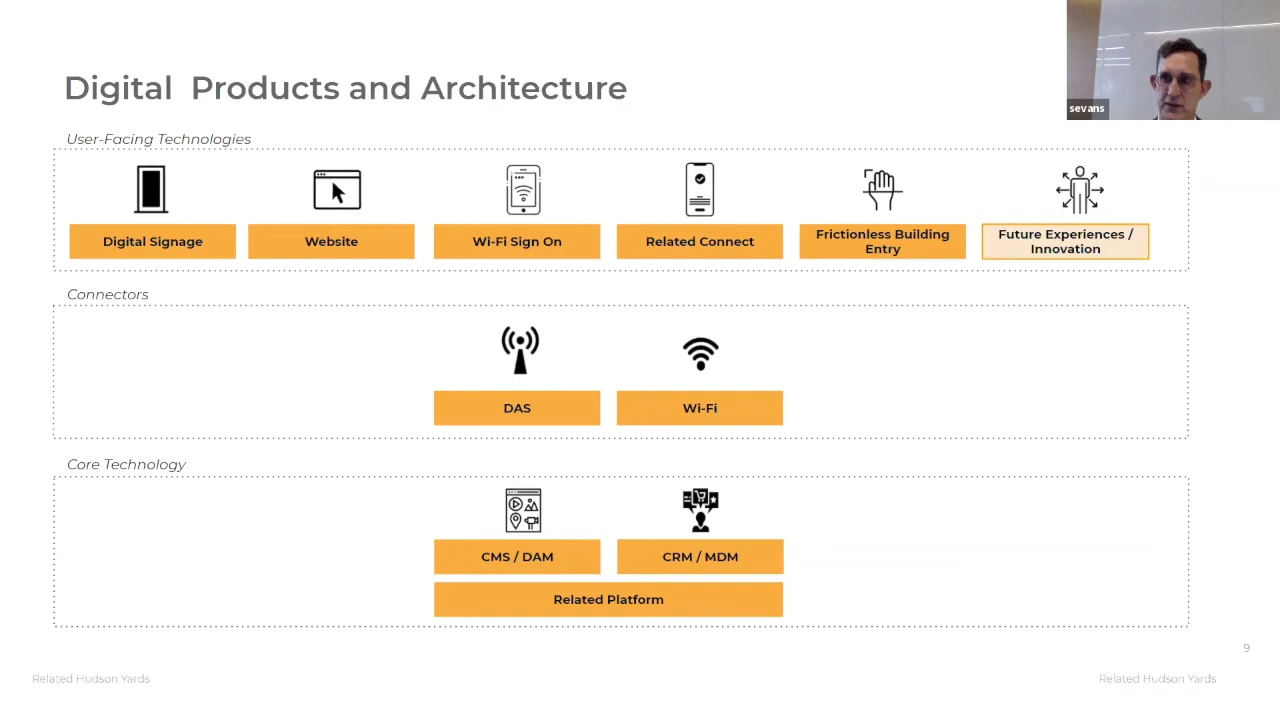 sevans
Digital Products and Architecture
User-Facing Technologies
Digital Signage
Website
Wi-Fi Sign On
Related Connect
Frictionless Building
Entry
Future Experiences /
Innovation
Connectors
DAS
Wi-Fi
Core Technology
CMS / DAM
CRM / MDM
Related Platform
9
Related Hudson Yards
Related Hudson Yards